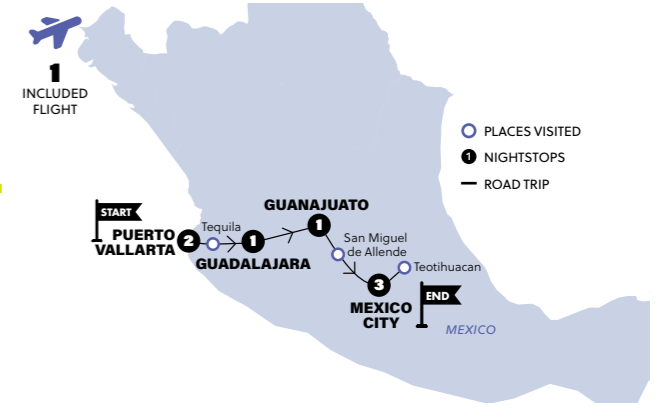 1
INCLUDED
FLIGHT
PLACES VISITED
1 NIGHTSTOPS
ROAD TRIP
START
PUERTO
VALLARTA
2
Tequila
1
GUADALAJARA
GUANAJUATO
1
San Miguel
de Allende
Teotihuacan
3
MEXICO
CITY
END
MEXICO